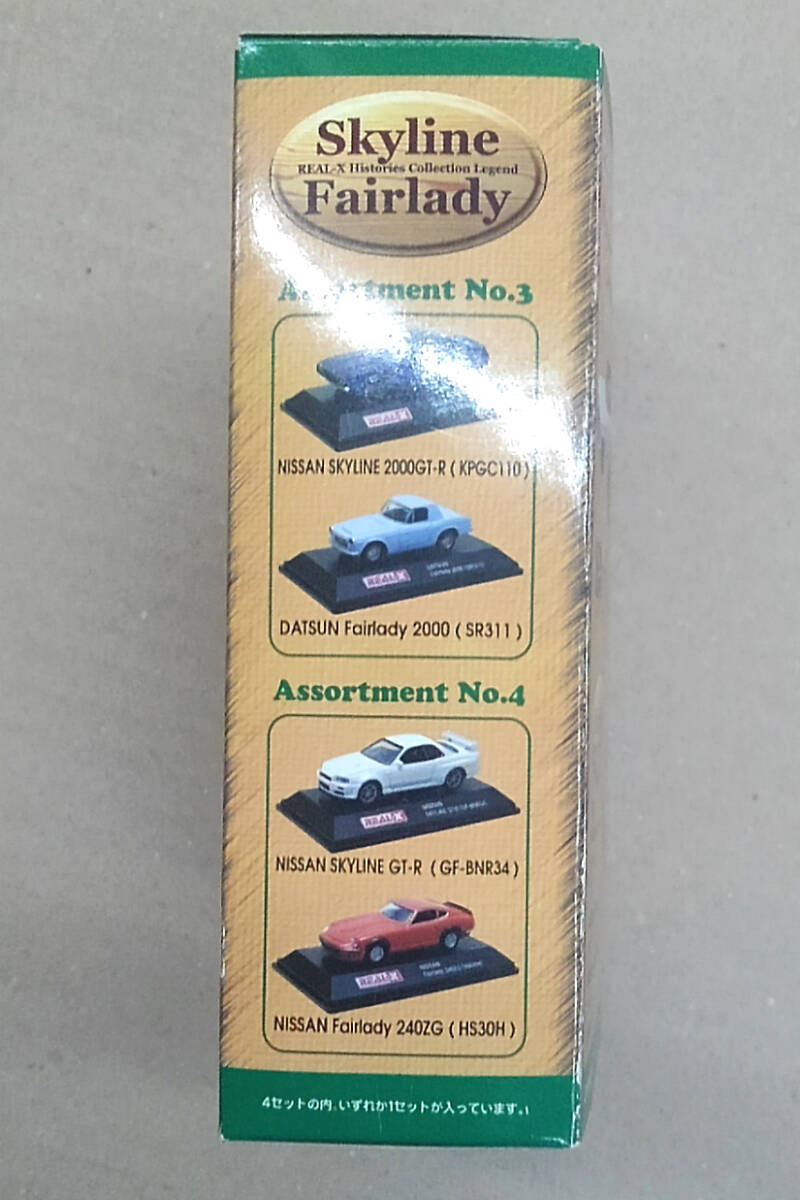 Skyline
REAL-X Histories Collection Legend
Fairlady
Assortment No.3
REAL-X
NISSAN SKYLINE 2000GT-R ( KPGC110 )
REAL-X
DATSUN Fairlady 2000 ( SR311 )
Assortment No.4
REAL-X
NISSAN
NISSAN SKYLINE GT-R ( GF-BNR34 )
REAL-X
NISSAN
NISSAN Fairlady 240ZG ( HS30H )
4セットの内、いずれか1セットが入っています。